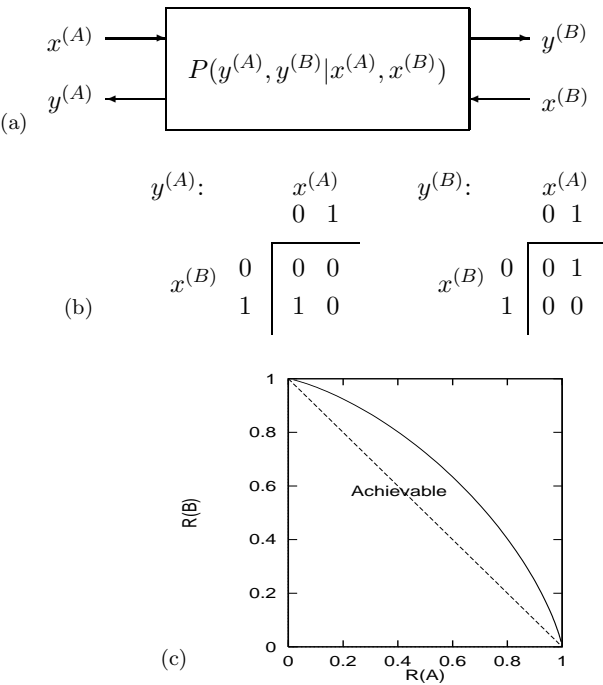 x^(A) y^(B)
P(y^(A), y^(B)|x^(A), x^(B))
y^(A) x^(B)
(a)
y^(A): x^(A) y^(B): x^(A)
0 1 0 1
x^(B) 0 0 0 x^(B) 0 0 1
(b) 1 1 0 1 0 0
1
0.8
0.6
Achievable
R(B)
0.4
0.2
0
(c) 0 0.2 0.4 0.6 0.8 1
R(A)